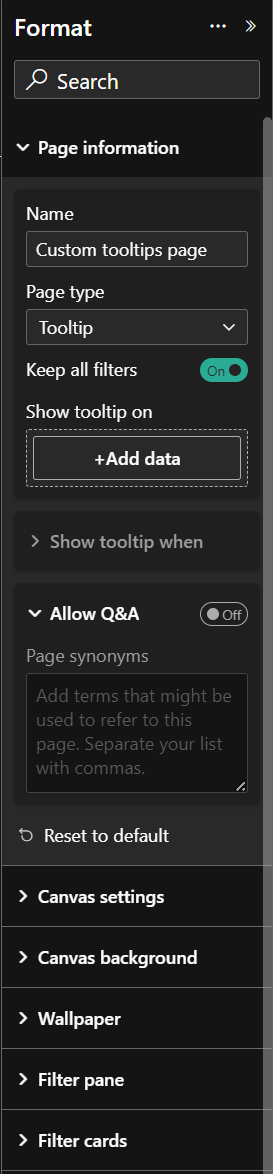 Format
Search
Page information
Name
Custom tooltips page
Page type
Tooltip
Keep all filters
On
Show tooltip on
+Add data
Show tooltip when
Allow Q&A
Off
Page synonyms
Add terms that might be
used to refer to this
page. Separate your list
with commas.
Reset to default
Canvas settings
Canvas background
Wallpaper
Filter pane
Filter cards